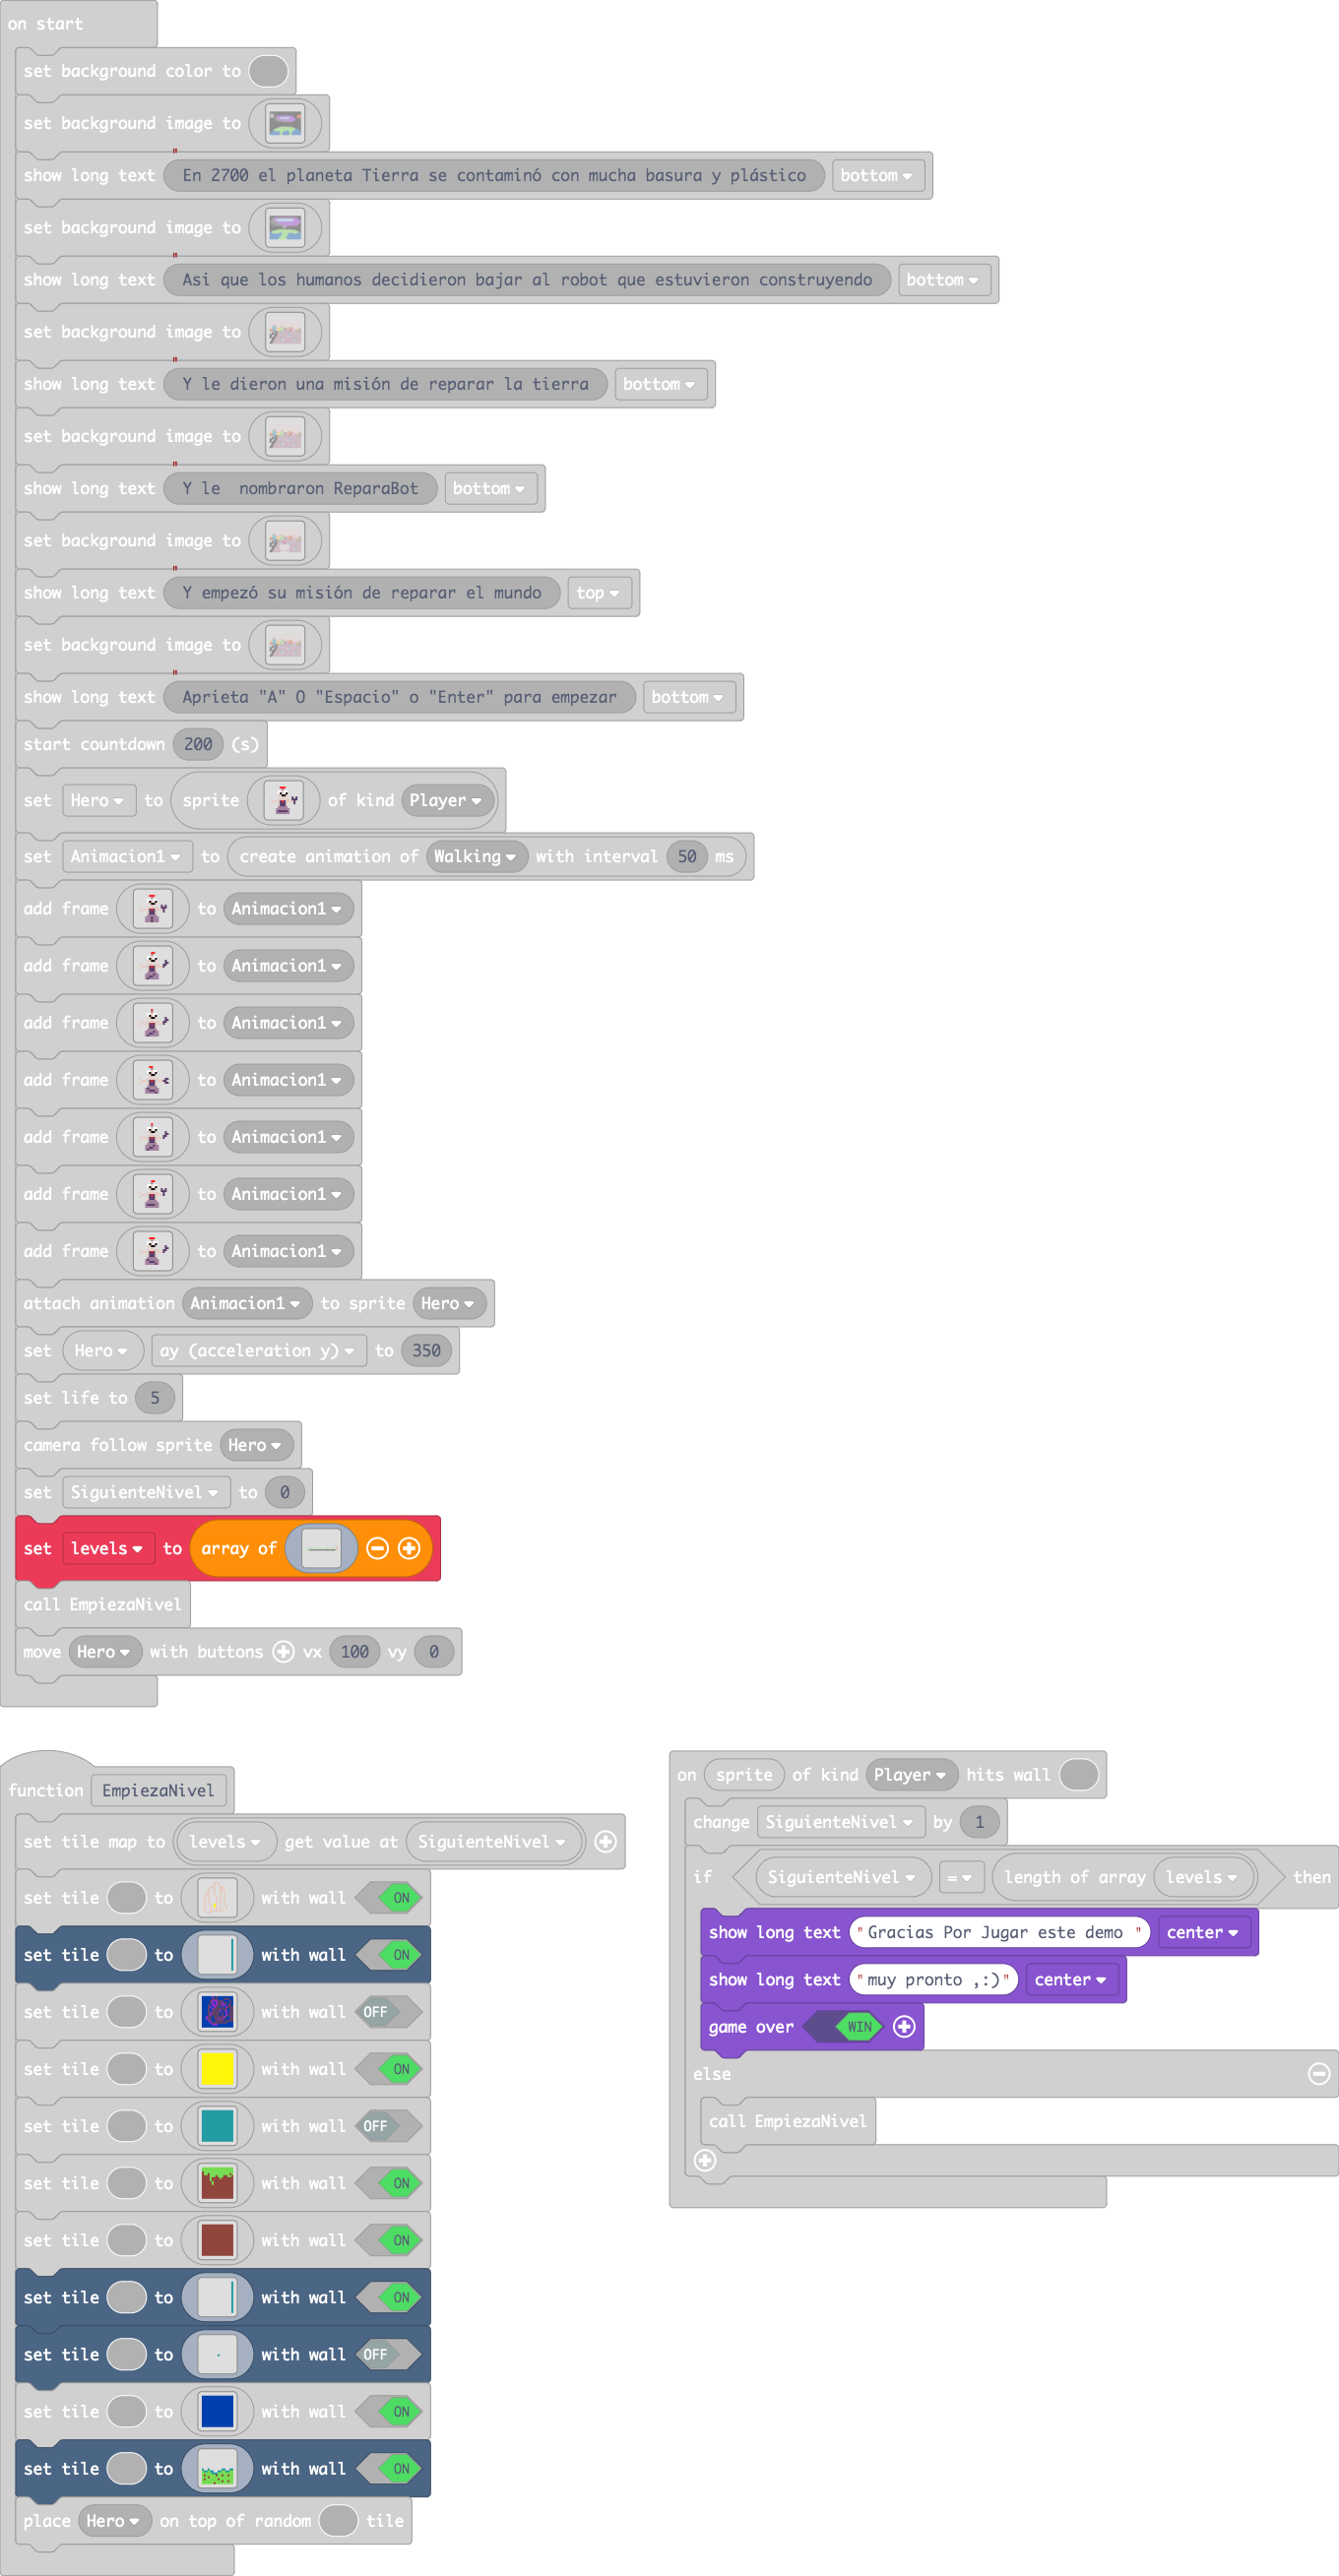 on start
set background color to
set background image to
show long text " En 2700 el planeta Tierra se contaminó con mucha basura y plástico bottom
set background image to
show long text " Asi que los humanos decidieron bajar al robot que estuvieron construyendo bottom
set background image to
show long text " Y le dieron una misión de reparar la tierra bottom
set background image to
show long text " Y le  nombraron ReparaBot bottom
set background image to
show long text " Y empezó su misión de reparar el mundo top
set background image to
show long text " Aprieta "A" O "Espacio" o "Enter" para empezar bottom
start countdown 200 (s)
set Hero to sprite of kind Player
set Animacion1 to create animation of Walking with interval 50 ms
add frame to Animacion1
add frame to Animacion1
add frame to Animacion1
add frame to Animacion1
add frame to Animacion1
add frame to Animacion1
add frame to Animacion1
attach animation Animacion1 to sprite Hero
set Hero ay (acceleration y) to 350
set life to 5
camera follow sprite Hero
set SiguienteNivel to 0
set levels to array of
call EmpiezaNivel
move Hero with buttons vx 100 vy 0
function EmpiezaNivel
set tile map to levels get value at SiguienteNivel
set tile to with wall ON
set tile to with wall ON
set tile to with wall OFF
set tile to with wall ON
set tile to with wall OFF
set tile to with wall ON
set tile to with wall ON
set tile to with wall ON
set tile to with wall OFF
set tile to with wall ON
set tile to with wall ON
place Hero on top of random tile
on sprite of kind Player hits wall
change SiguienteNivel by 1
if SiguienteNivel = length of array levels then
show long text "Gracias Por Jugar este demo " center
show long text "muy pronto ,:)" center
game over WIN
else
call EmpiezaNivel